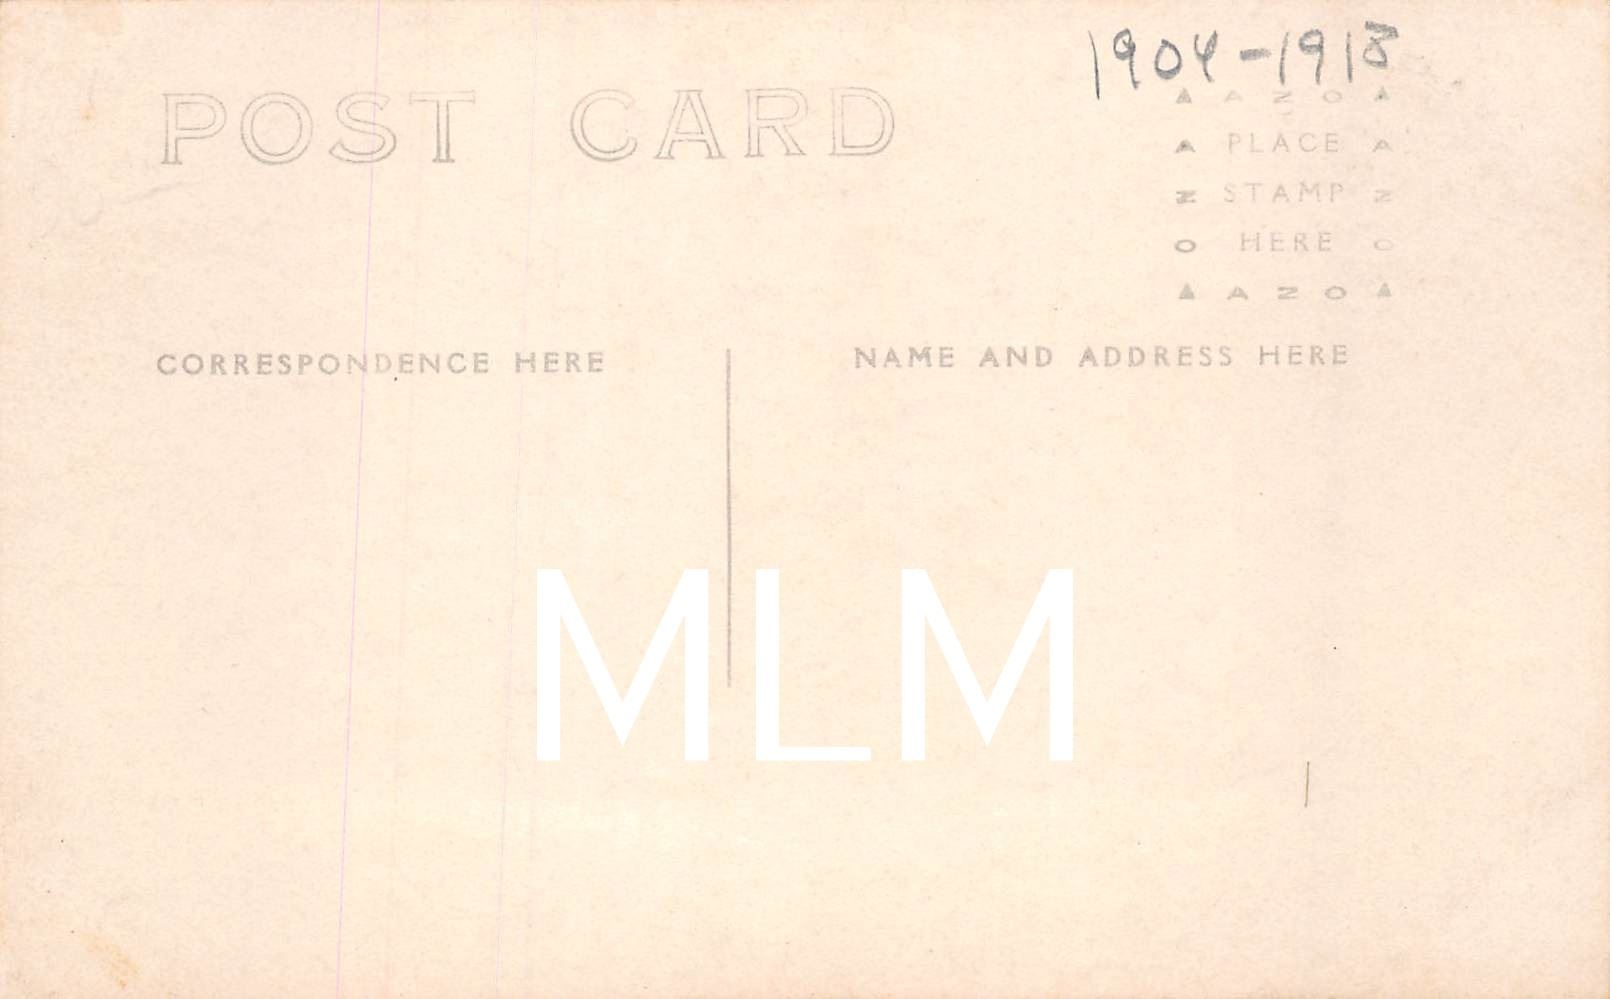 1904-1918
POST CARD
▲ AZO ▲
A PLACE A
Z STAMP Z
O HERE O
▲ AZO ▲
CORRESPONDENCE HERE
NAME AND ADDRESS HERE
MLM